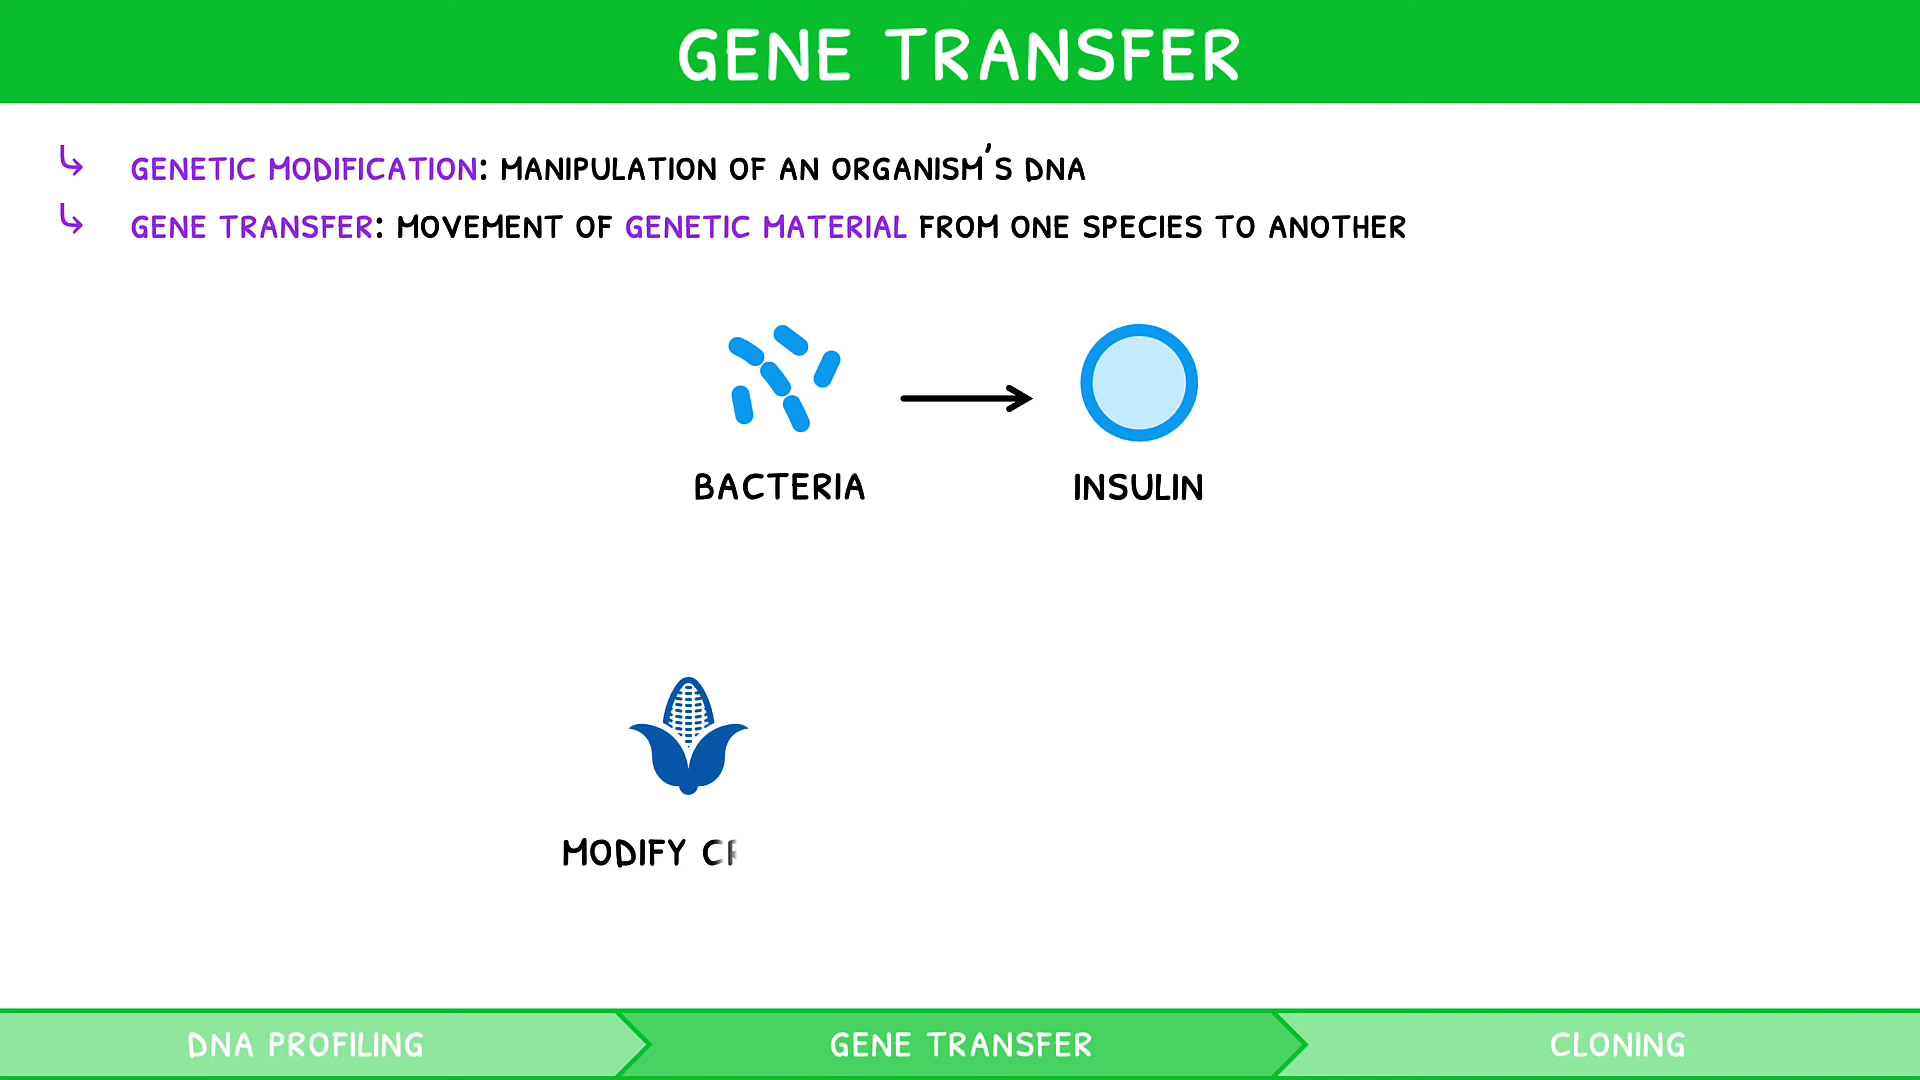 GENE TRANSFER
GENETIC MODIFICATION: MANIPULATION OF AN ORGANISM'S DNA
GENE TRANSFER: MOVEMENT OF GENETIC MATERIAL FROM ONE SPECIES TO ANOTHER
BACTERIA INSULIN
MODIFY
DNA PROFILING GENE TRANSFER CLONING